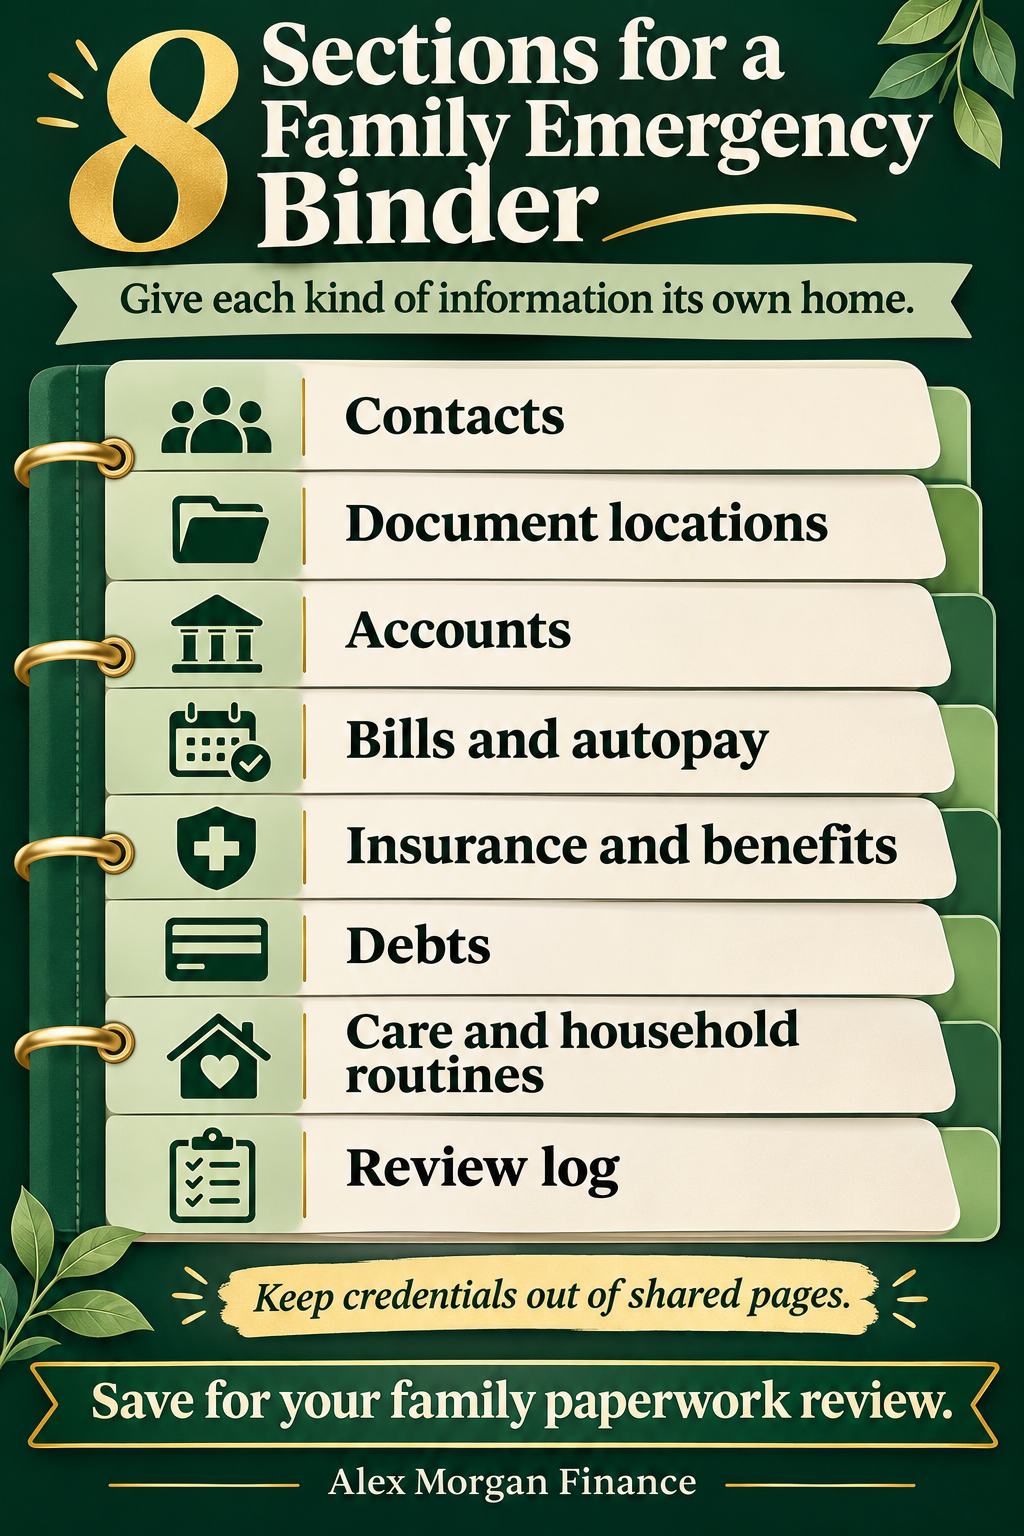 8 Sections for a
Family Emergency
Binder
Give each kind of information its own home.
Contacts
Document locations
Accounts
Bills and autopay
Insurance and benefits
Debts
Care and household
routines
Review log
Keep credentials out of shared pages.
Save for your family paperwork review.
Alex Morgan Finance